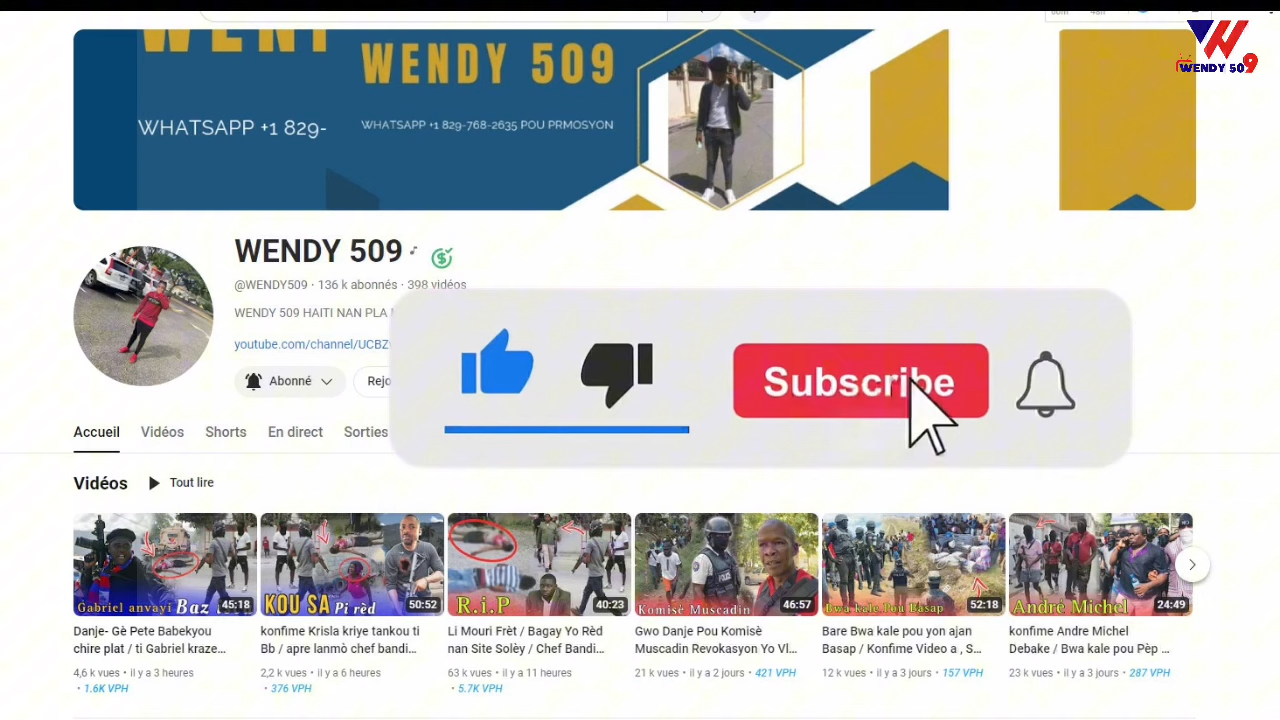 WENDY 509
WENDY 509
WHATSAPP +1 829-
WHATSAPP +1 829-768-2635 POU PRMOSYON
WENDY 509
@WENDY509 · 136 k abonnés · 398 vidéos
WENDY 509 HAITI NAN PLA
youtube.com/channel/UCBZ
Abonné
Rejo
Subscribe
Accueil Vidéos Shorts En direct Sorties
Vidéos Tout lire
Gabriel anvayi Baz
45:18
KOU SA Pi rèd
50:52
R.i.P
40:23
POLICE
Komisè Muscadin
46:57
Bwa kale Pou Basap
52:18
André Michel
24:49
Danje- Gè Pete Babekyou
chire plat / ti Gabriel kraze...
4,6 k vues • il y a 3 heures
• 1.6K VPH
konfime Krisla kriye tankou ti
Bb / apre lanmò chef bandi...
2,2 k vues • il y a 6 heures
• 376 VPH
Li Mouri Frèt / Bagay Yo Rèd
nan Site Solèy / Chef Bandi...
63 k vues • il y a 11 heures
• 5.7K VPH
Gwo Danje Pou Komisè
Muscadin Revokasyon Yo Vl...
21 k vues • il y a 2 jours • 421 VPH
Bare Bwa kale pou yon ajan
Basap / Konfime Video a , S...
12 k vues • il y a 3 jours • 157 VPH
konfime Andre Michel
Debake / Bwa kale pou Pèp ...
23 k vues • il y a 3 jours • 287 VPH